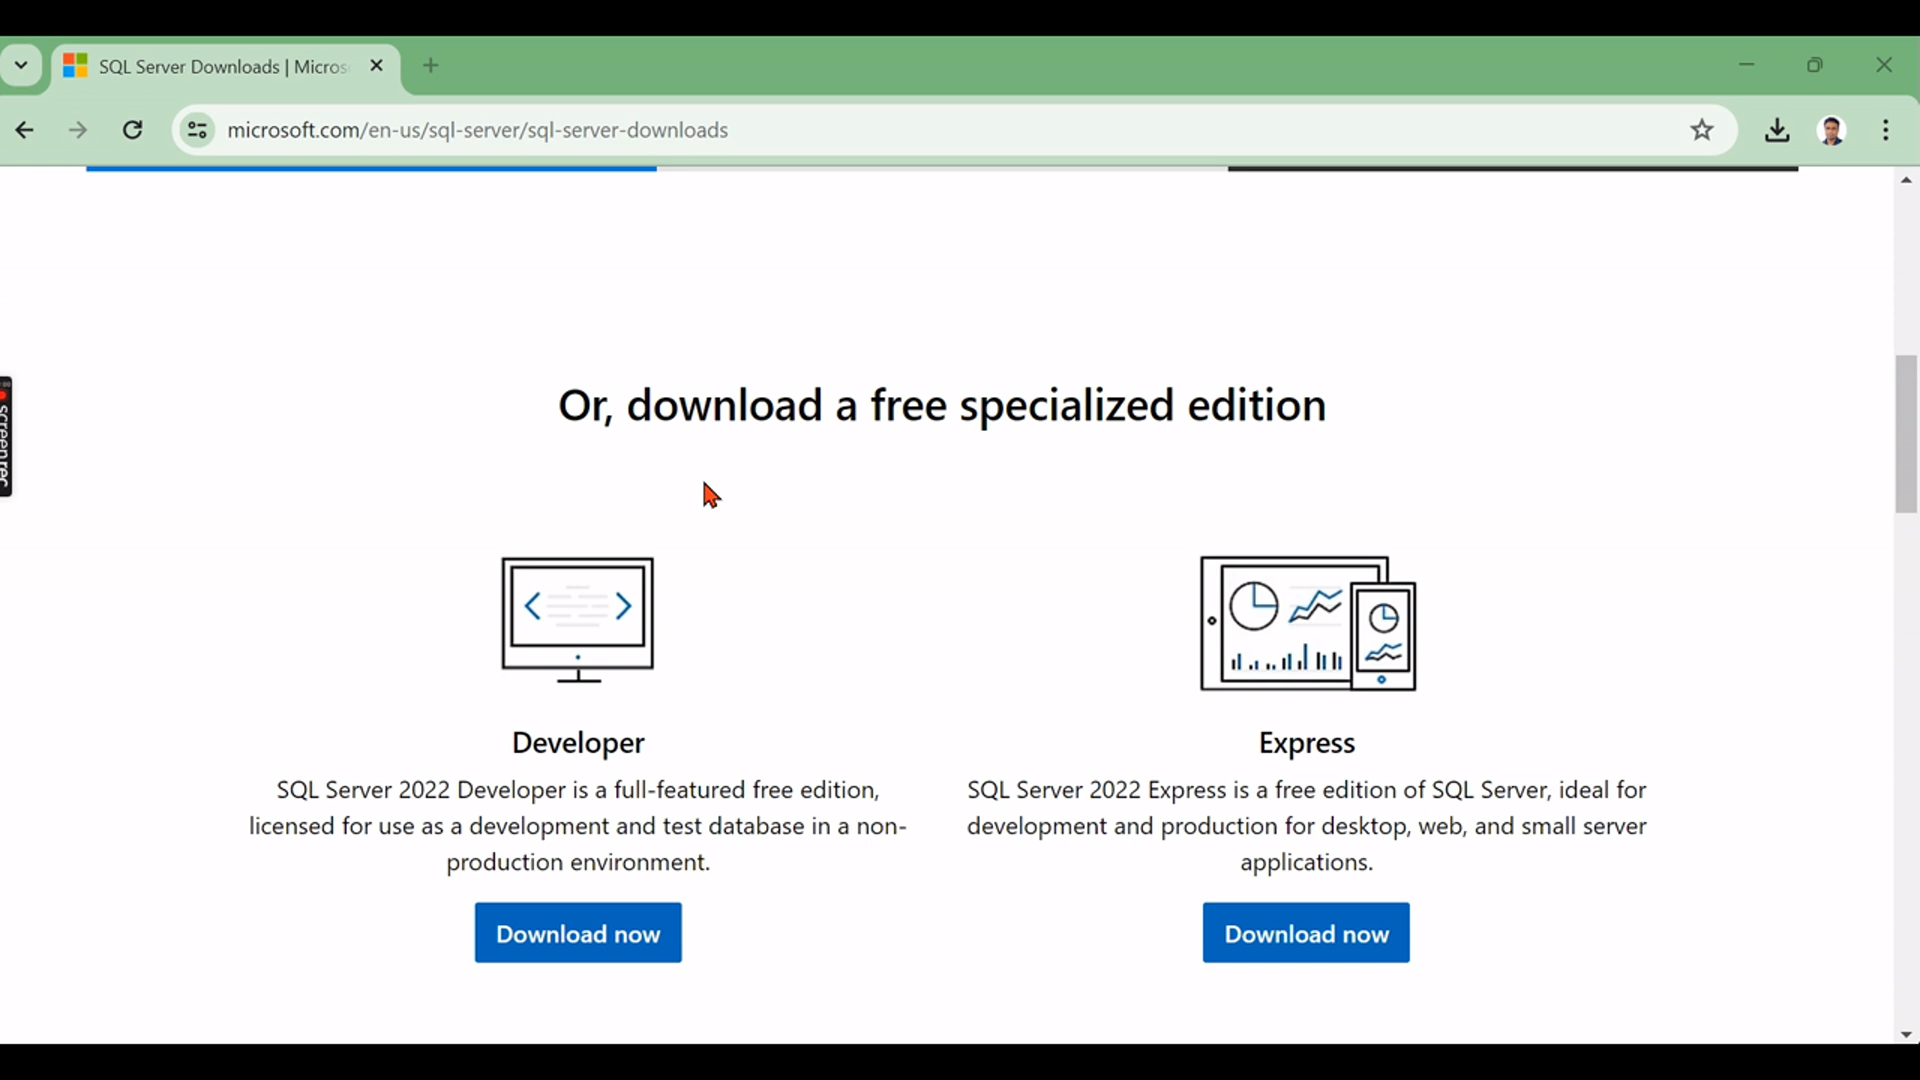 SQL Server Downloads | Micros
microsoft.com/en-us/sql-server/sql-server-downloads
screenrec
Or, download a free specialized edition
Developer
SQL Server 2022 Developer is a full-featured free edition,
licensed for use as a development and test database in a non-
production environment.
Download now
Express
SQL Server 2022 Express is a free edition of SQL Server, ideal for
development and production for desktop, web, and small server
applications.
Download now